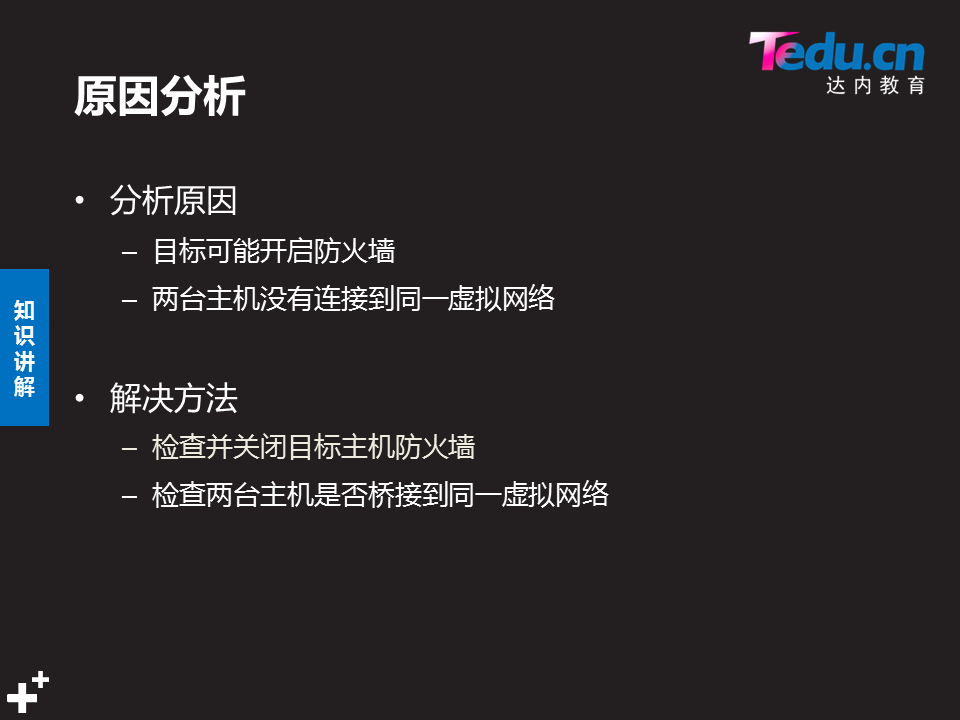 Tedu.cn
达内教育
原因分析
• 分析原因
– 目标可能开启防火墙
– 两台主机没有连接到同一虚拟网络
知识讲解
• 解决方法
– 检查并关闭目标主机防火墙
– 检查两台主机是否桥接到同一虚拟网络